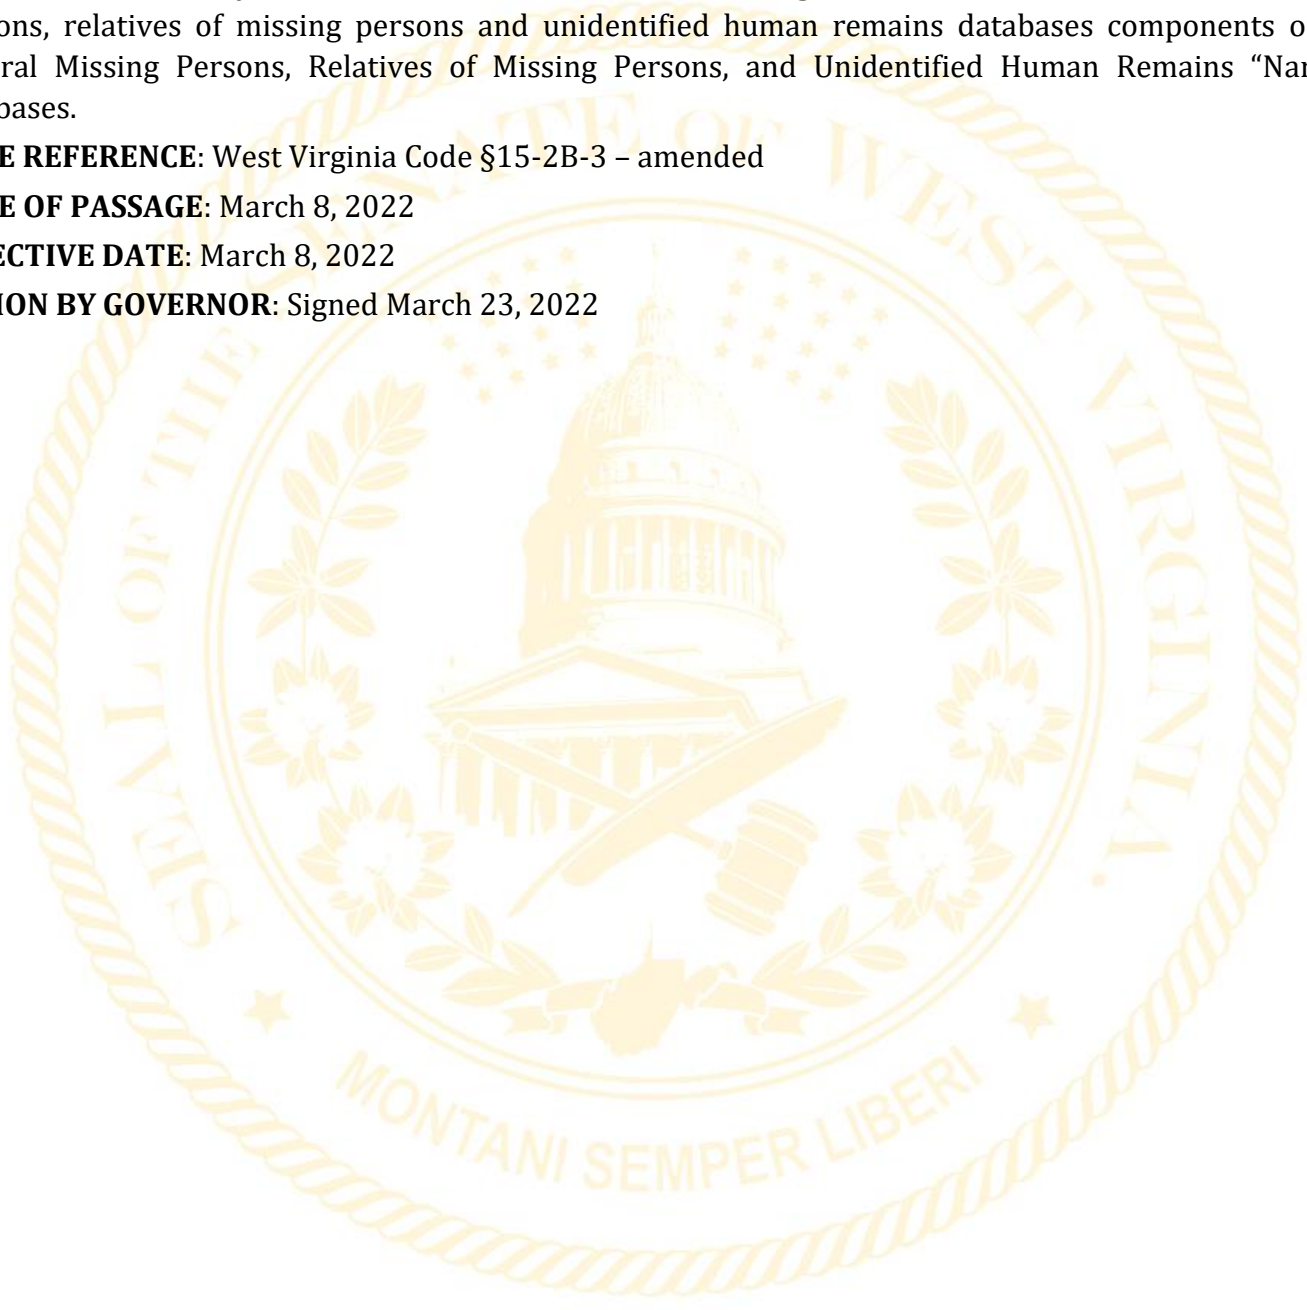 ons, relatives of missing persons and unidentified human remains databases components o
ral Missing Persons, Relatives of Missing Persons, and Unidentified Human Remains “Nar
bases.
E REFERENCE: West Virginia Code §15-2B-3 – amended
E OF PASSAGE: March 8, 2022
ECTIVE DATE: March 8, 2022
ION BY GOVERNOR: Signed March 23, 2022
SEAL OF THE SENATE OF WEST VIRGINIA
MONTANI SEMPER LIBERI